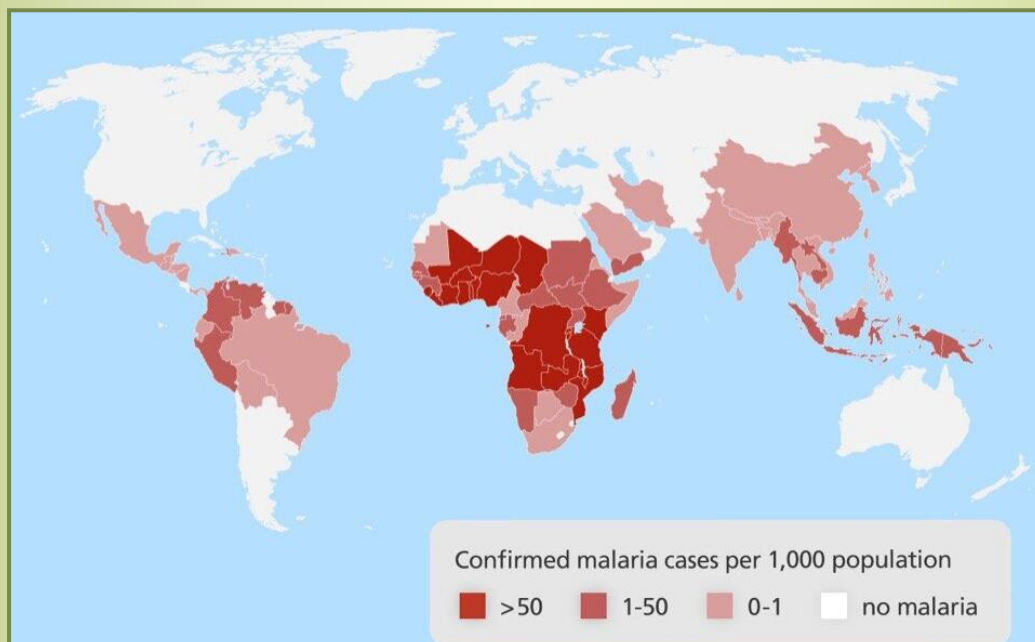 Confirmed malaria cases per 1,000 population
>50 1-50 0-1 no malaria